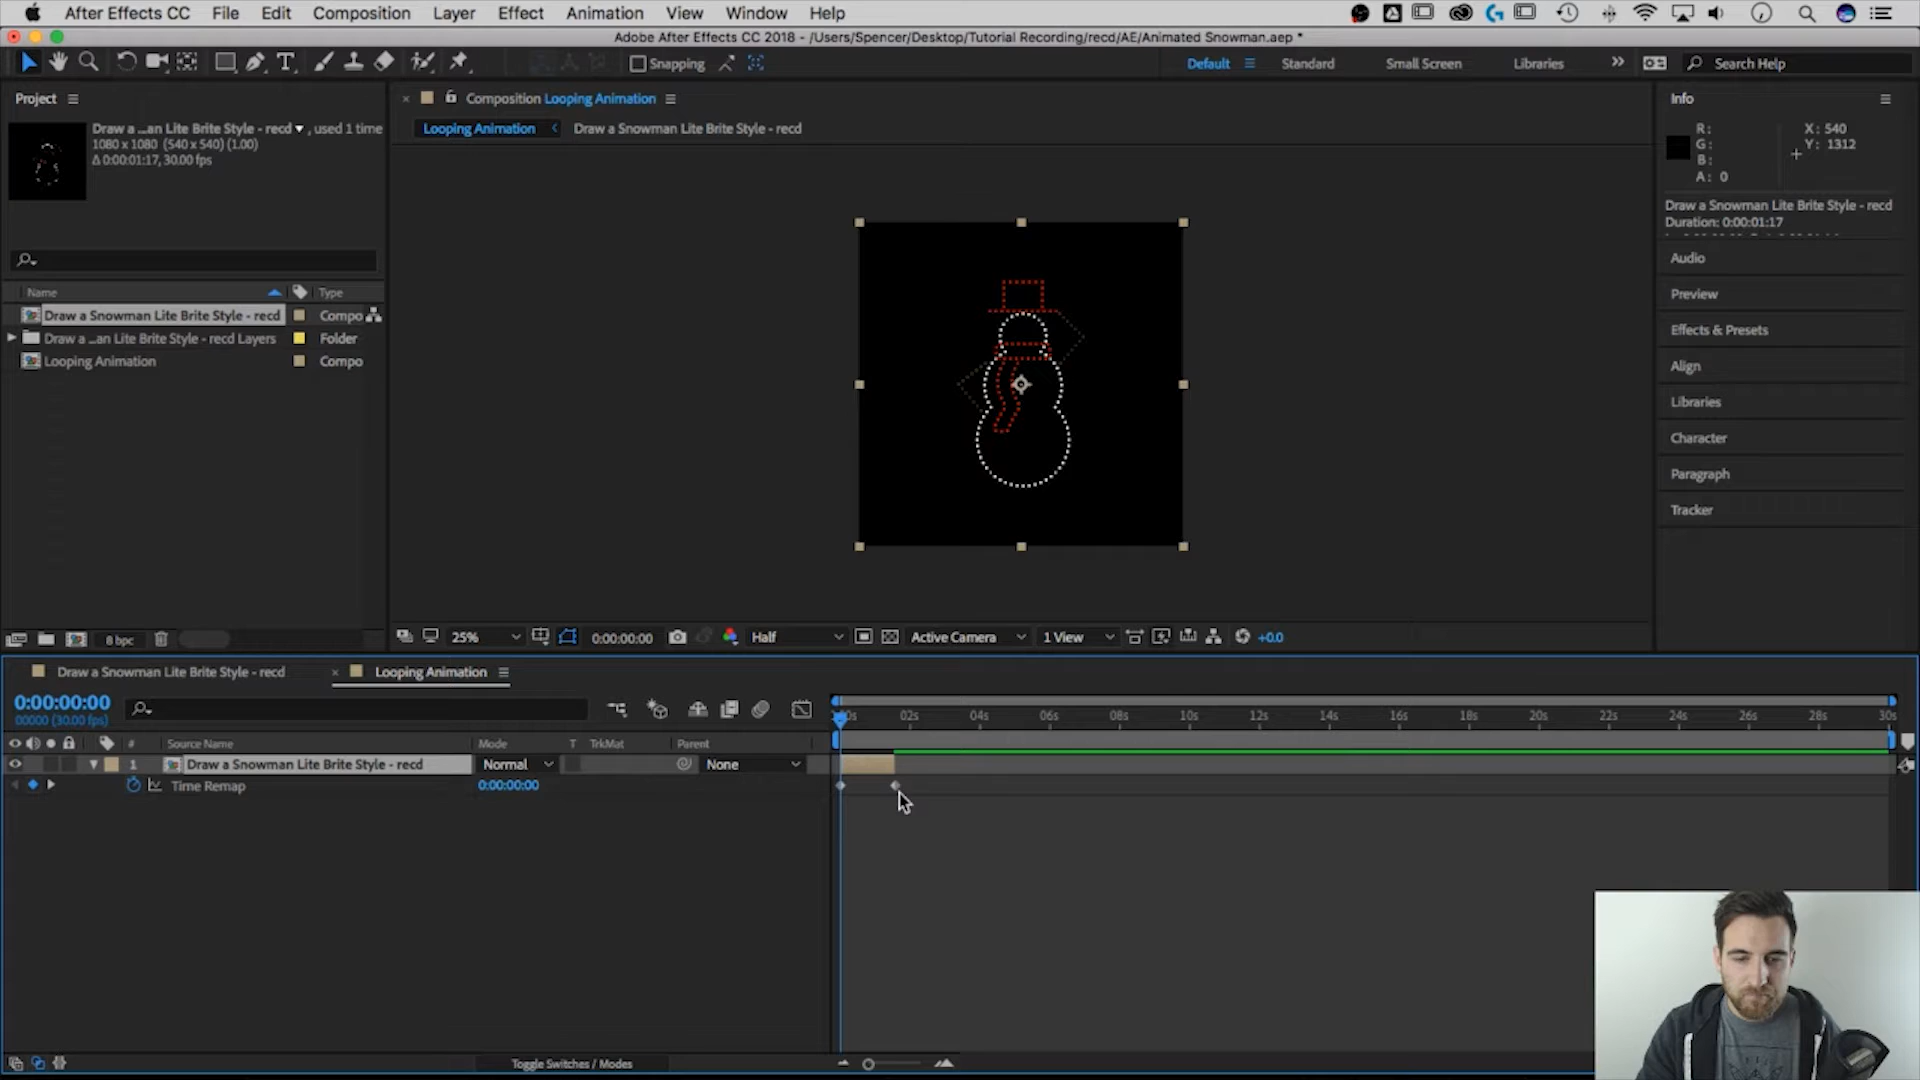 After Effects CC File Edit Composition Layer Effect Animation View Window Help
Adobe After Effects CC 2018 - /Users/Spencer/Desktop/Tutorial Recording/recd/AE/Animated Snowman.aep *
Snapping Default Standard Small Screen Libraries Search Help
Project
Draw a ...an Lite Brite Style - recd , used 1 time
1080 x 1080 (540 x 540) (1.00)
Δ 0:00:01:17, 30.00 fps
Name Type
Draw a Snowman Lite Brite Style - recd Compo
Draw a ...an Lite Brite Style - recd Layers Folder
Looping Animation Compo
8 bpc
Composition Looping Animation
Looping Animation Draw a Snowman Lite Brite Style - recd
25% 0:00:00:00 Half Active Camera 1 View +0.0
Info
R: X: 540
G: Y: 1312
B:
A: 0
Draw a Snowman Lite Brite Style - recd
Duration: 0:00:01:17
Audio
Preview
Effects & Presets
Align
Libraries
Character
Paragraph
Tracker
Draw a Snowman Lite Brite Style - recd Looping Animation
0:00:00:00
00000 (30.00 fps)
02s 04s 06s 08s 10s 12s 14s 16s 18s 20s 22s 24s 26s 28s 30s
# Source Name Mode T TrkMat Parent
1 Draw a Snowman Lite Brite Style - recd Normal None
Time Remap 0:00:00:00
Toggle Switches / Modes